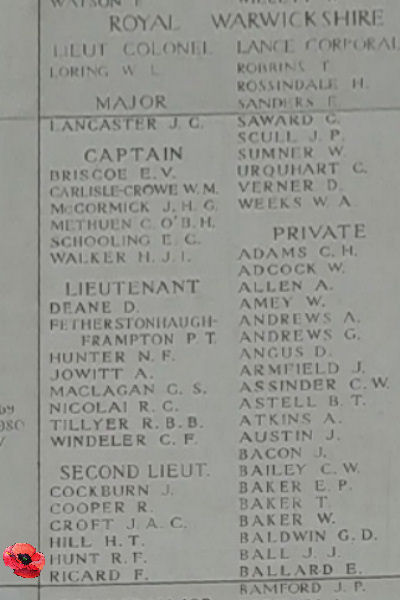 ROYAL WARWICKSHIRE
LIEUT COLONEL
LORING W L
MAJOR
LANCASTER J. C.
CAPTAIN
BRISCOE E. V.
CARLISLE-CROWE W. M.
McCORMICK J. H. G.
METHUEN C. O'B. H.
SCHOOLING E. C.
WALKER H. J. I.
LIEUTENANT
DEANE D.
FETHERSTONHAUGH-
FRAMPTON P. T.
HUNTER N. F.
JOWITT A.
MACLAGAN G. S.
NICOLAI R. C.
TILLYER R. B. B.
WINDELER C. F.
SECOND LIEUT.
COCKBURN J.
COOPER R.
CROFT J. A. C.
HILL H. T.
HUNT R. F.
RICARD F.
LANCE CORPORAL
ROBBINS T.
ROSSINDALE H.
SANDERS F.
SAWARD C.
SCULL J. P.
SUMNER W.
URQUHART C.
VERNER D.
WEEKS W A
PRIVATE
ADAMS C. H.
ADCOCK W.
ALLEN A.
AMEY W.
ANDREWS A.
ANDREWS G.
ANGUS D.
ARMFIELD J.
ASSINDER C. W.
ASTELL B. T.
ATKINS A.
AUSTIN J.
BACON J.
BAILEY C. W.
BAKER E. P.
BAKER T.
BAKER W.
BALDWIN G. D.
BALL J. J.
BALLARD E.
BAMFORD J. P.